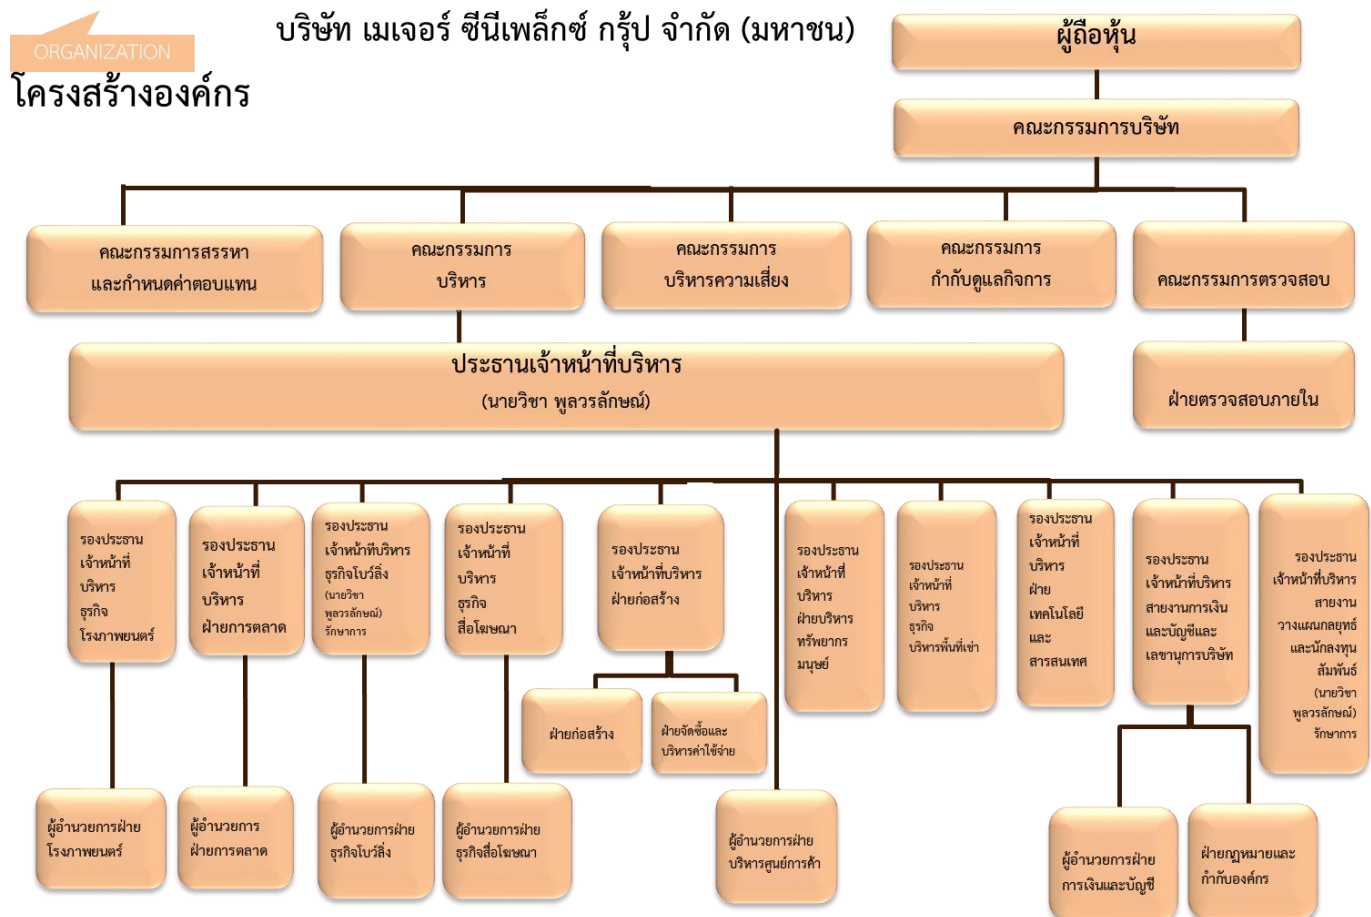 ORGANIZATION
โครงสร้างองค์กร
บริษัท เมเจอร์ ซีนีเพล็กซ์ กรุ้ป จำกัด (มหาชน)
ผู้ถือหุ้น
คณะกรรมการบริษัท
คณะกรรมการสรรหา
และกำหนดค่าตอบแทน
คณะกรรมการ
บริหาร
คณะกรรมการ
บริหารความเสี่ยง
คณะกรรมการ
กำกับดูแลกิจการ
คณะกรรมการตรวจสอบ
ประธานเจ้าหน้าที่บริหาร
(นายวิชา พูลวรลักษณ์)
ฝ่ายตรวจสอบภายใน
รองประธาน
เจ้าหน้าที่
บริหาร
ธุรกิจ
โรงภาพยนตร์
รองประธาน
เจ้าหน้าที่
บริหาร
ฝ่ายการตลาด
รองประธาน
เจ้าหน้าทีบริหาร
ธุรกิจโบว์ลิ่ง
(นายวิชา
พูลวรลักษณ์)
รักษาการ
รองประธาน
เจ้าหน้าที่
บริหาร
ธุรกิจ
สื่อโฆษณา
รองประธาน
เจ้าหน้าที่บริหาร
ฝ่ายก่อสร้าง
รองประธาน
เจ้าหน้าที่
บริหาร
ฝ่ายบริหาร
ทรัพยากร
มนุษย์
รองประธาน
เจ้าหน้าที่
บริหาร
ธุรกิจ
บริหารพื้นที่เช่า
รองประธาน
เจ้าหน้าที่
บริหาร
ฝ่าย
เทคโนโลยี
และ
สารสนเทศ
รองประธาน
เจ้าหน้าที่บริหาร
สายงานการเงิน
และบัญชีและ
เลขานุการบริษัท
รองประธาน
เจ้าหน้าที่บริหาร
สายงาน
วางแผนกลยุทธ์
และนักลงทุน
สัมพันธ์
(นายวิชา
พูลวรลักษณ์)
รักษาการ
ฝ่ายก่อสร้าง
ฝ่ายจัดซื้อและ
บริหารค่าใช้จ่าย
ผู้อำนวยการฝ่าย
โรงภาพยนตร์
ผู้อำนวยการ
ฝ่ายการตลาด
ผู้อำนวยการฝ่าย
ธุรกิจโบว์ลิ่ง
ผู้อำนวยการฝ่าย
ธุรกิจสื่อโฆษณา
ผู้อำนวยการฝ่าย
บริหารศูนย์การค้า
ผู้อำนวยการฝ่าย
การเงินและบัญชี
ฝ่ายกฎหมายและ
กำกับองค์กร